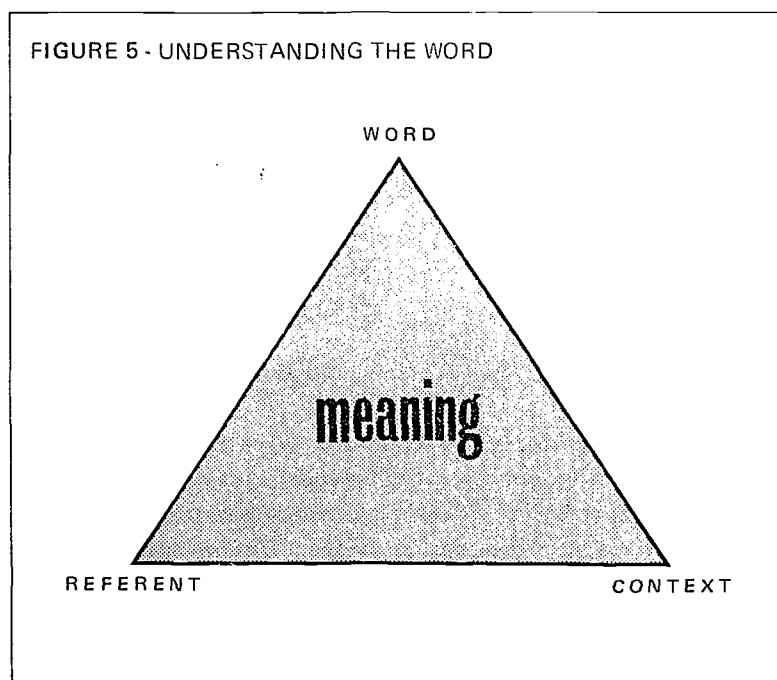 FIGURE 5 - UNDERSTANDING THE WORD
WORD
meaning
REFERENT
CONTEXT